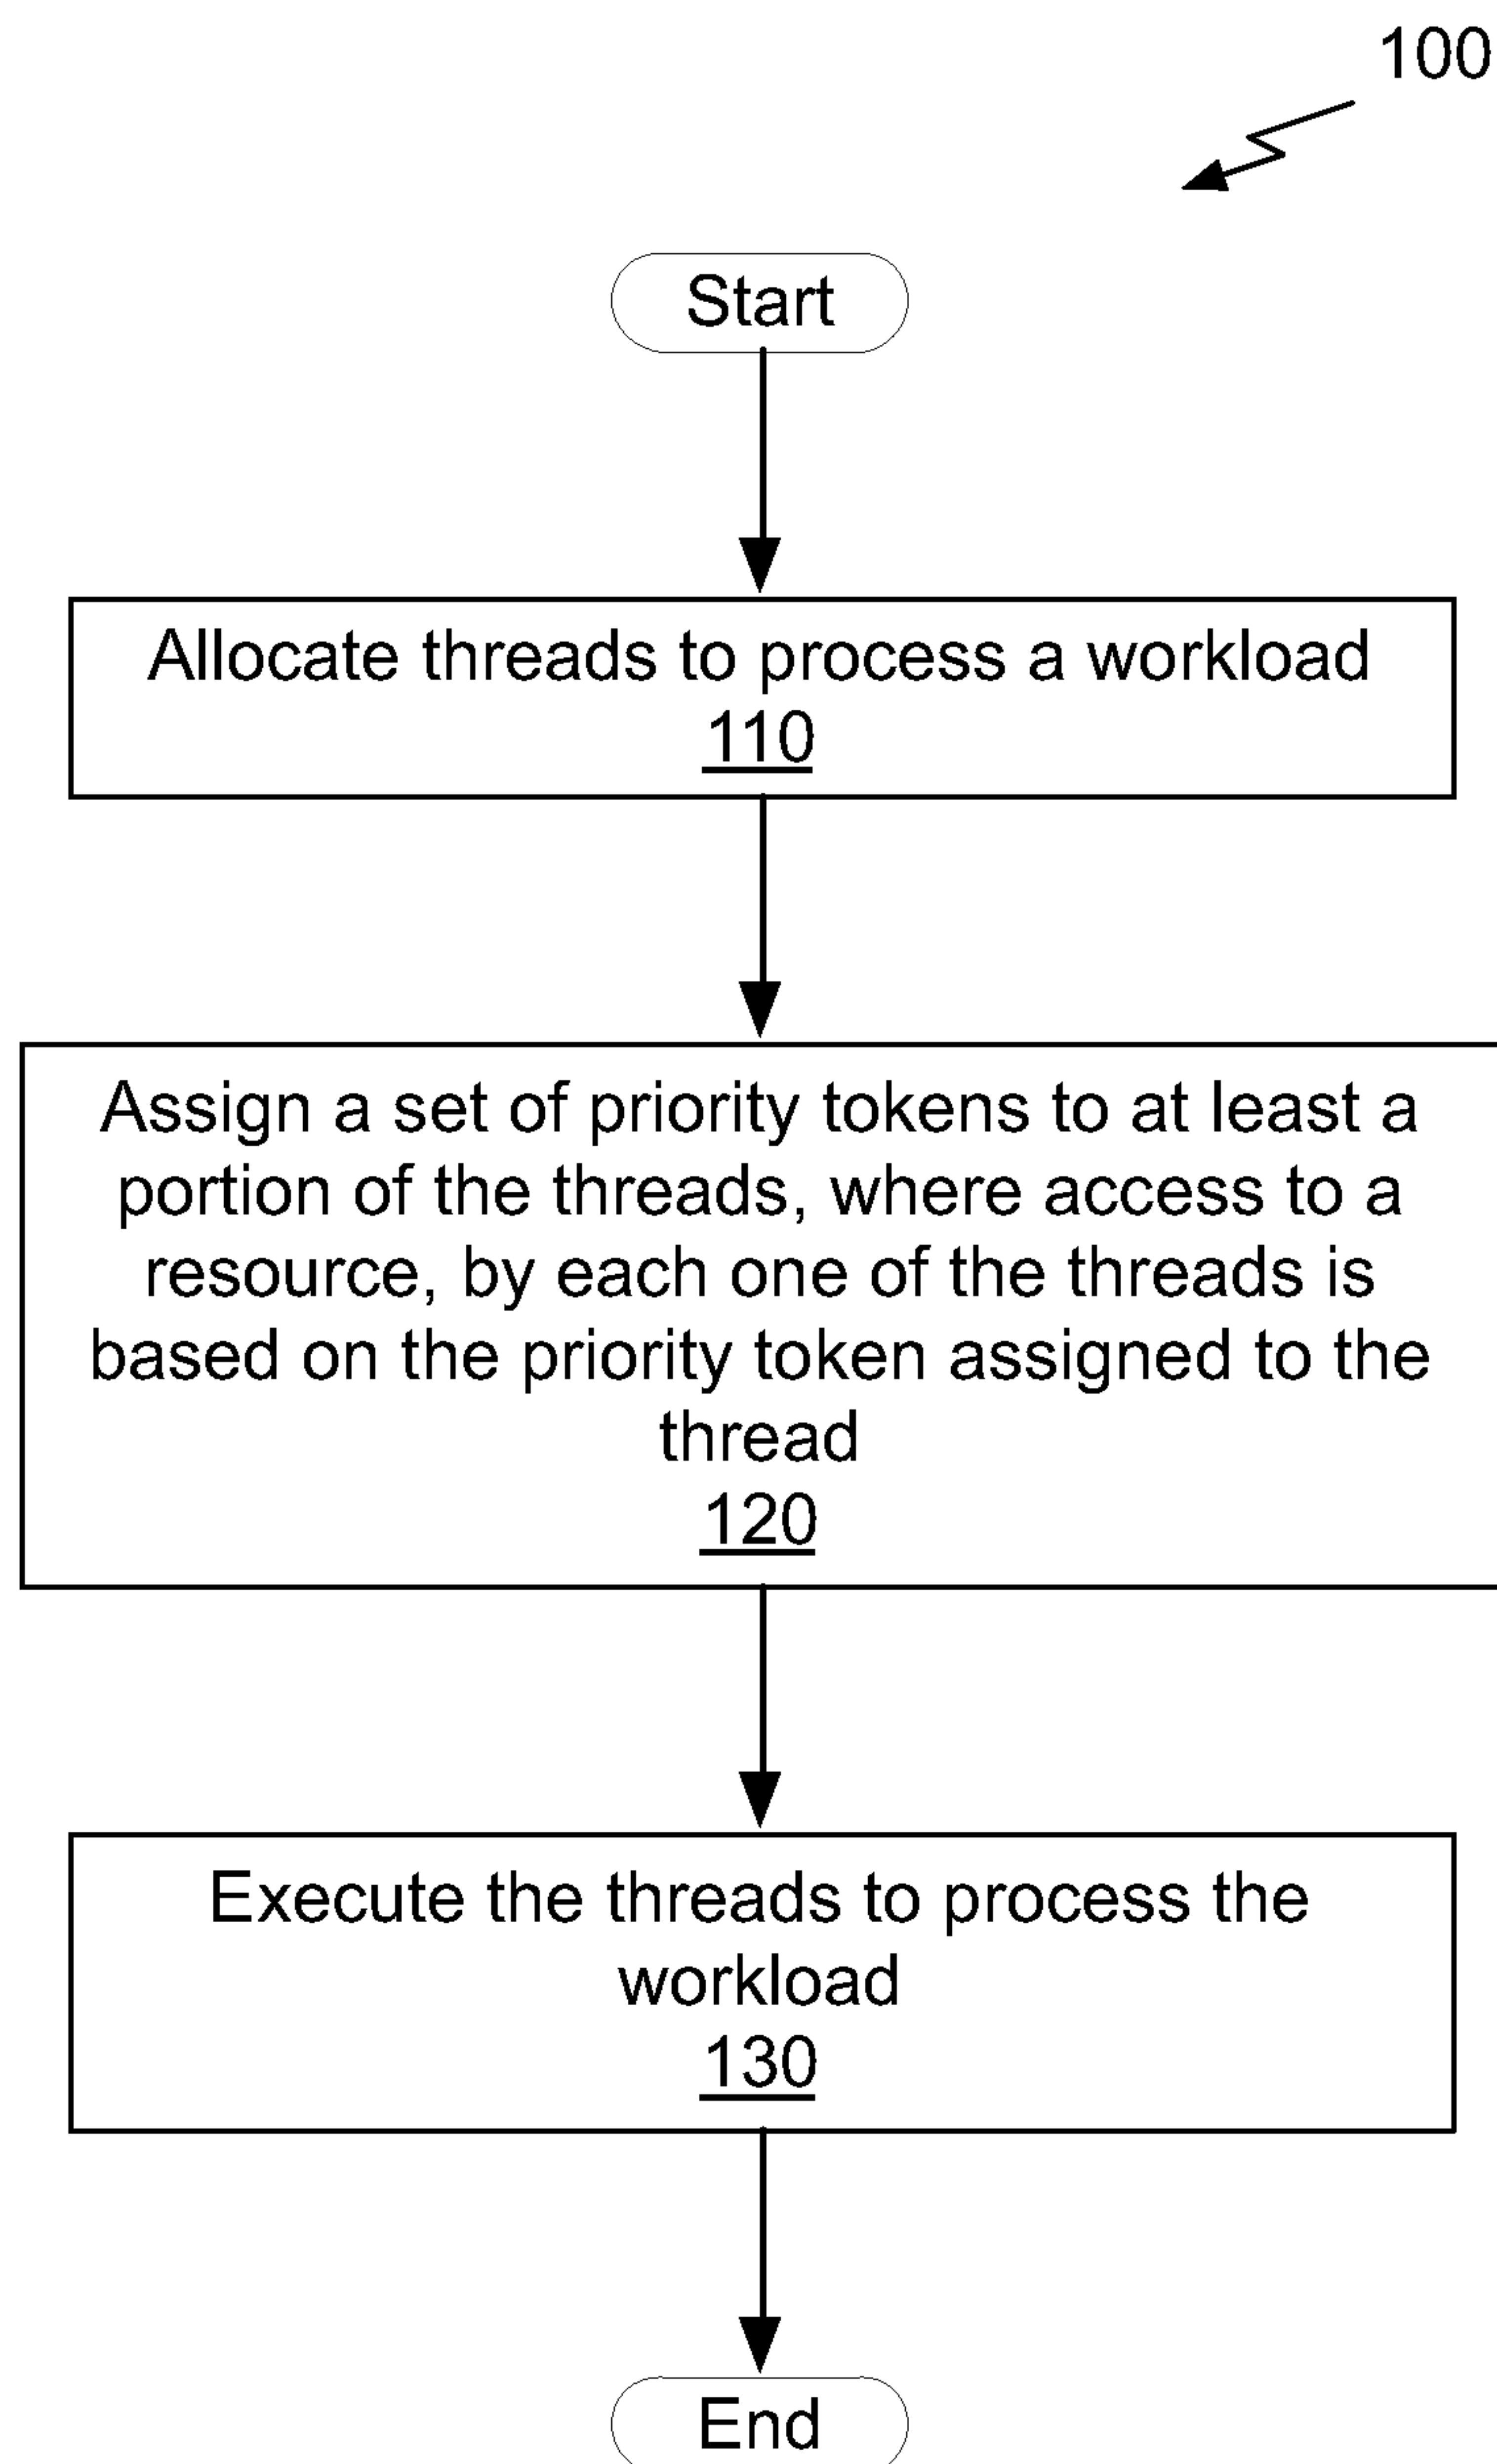 100
Start
Allocate threads to process a workload
110
Assign a set of priority tokens to at least a
portion of the threads, where access to a
resource, by each one of the threads is
based on the priority token assigned to the
thread
120
Execute the threads to process the
workload
130
End